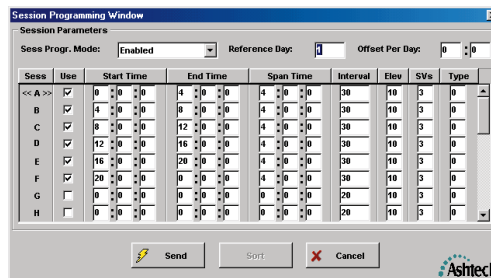 Session Programming Window
Session Parameters
Sess Progr. Mode: Enabled Reference Day: 1 Offset Per Day: 0 : 0
Sess Use Start Time End Time Span Time Interval Elev SVs Type
<< A >> 0 : 0 : 0 4 : 0 : 0 4 : 0 : 0 30 10 3 0
B 4 : 0 : 0 8 : 0 : 0 4 : 0 : 0 30 10 3 0
C 8 : 0 : 0 12 : 0 : 0 4 : 0 : 0 30 10 3 0
D 12 : 0 : 0 16 : 0 : 0 4 : 0 : 0 30 10 3 0
E 16 : 0 : 0 20 : 0 : 0 4 : 0 : 0 30 10 3 0
F 20 : 0 : 0 0 : 0 : 0 4 : 0 : 0 30 10 3 0
G 0 : 0 : 0 0 : 0 : 0 0 : 0 : 0 20 10 3 0
H 0 : 0 : 0 0 : 0 : 0 0 : 0 : 0 20 10 3 0
Send Sort Cancel
Ashtech